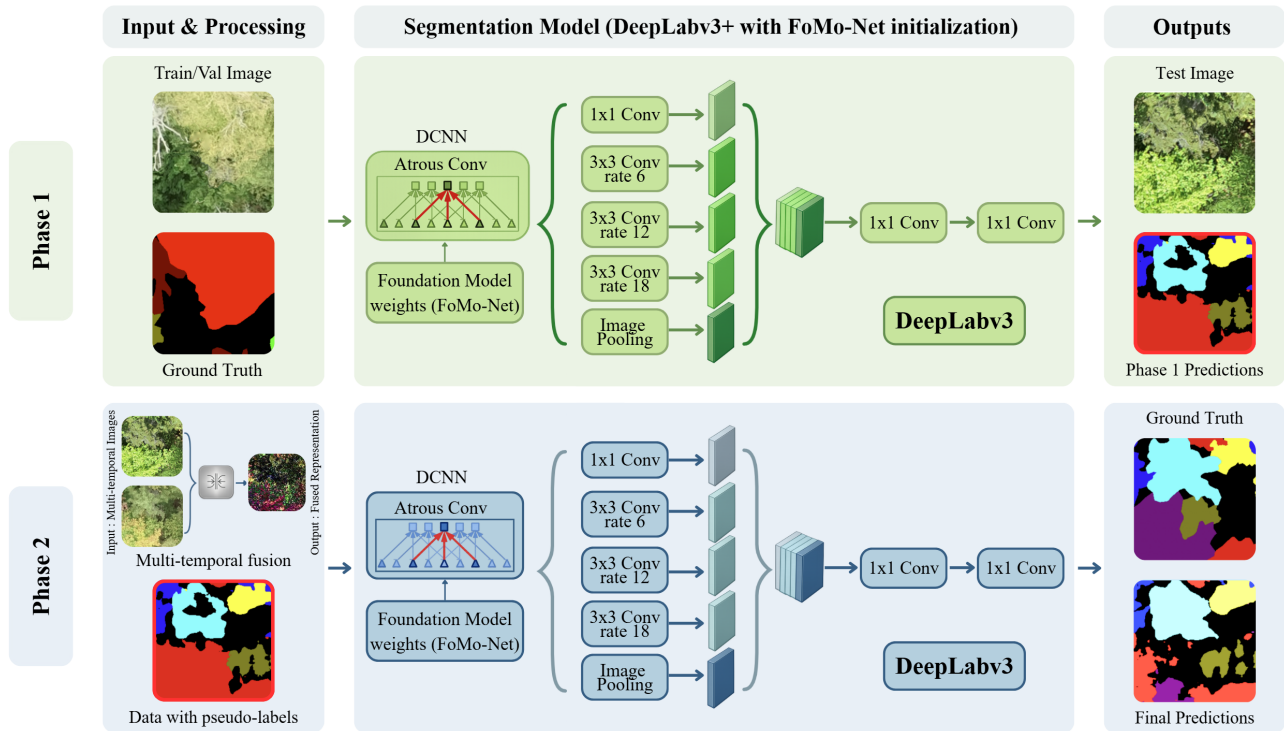 Input & Processing
Segmentation Model (DeepLabv3+ with FoMo-Net initialization)
Outputs
Phase 1
Train/Val Image
Ground Truth
DCNN
Atrous Conv
Foundation Model
weights (FoMo-Net)
1x1 Conv
3x3 Conv
rate 6
3x3 Conv
rate 12
3x3 Conv
rate 18
Image
Pooling
1x1 Conv
1x1 Conv
DeepLabv3
Test Image
Phase 1 Predictions
Phase 2
Input : Multi-temporal Images
Output : Fused Representation
Multi-temporal fusion
Data with pseudo-labels
DCNN
Atrous Conv
Foundation Model
weights (FoMo-Net)
1x1 Conv
3x3 Conv
rate 6
3x3 Conv
rate 12
3x3 Conv
rate 18
Image
Pooling
1x1 Conv
1x1 Conv
DeepLabv3
Ground Truth
Final Predictions